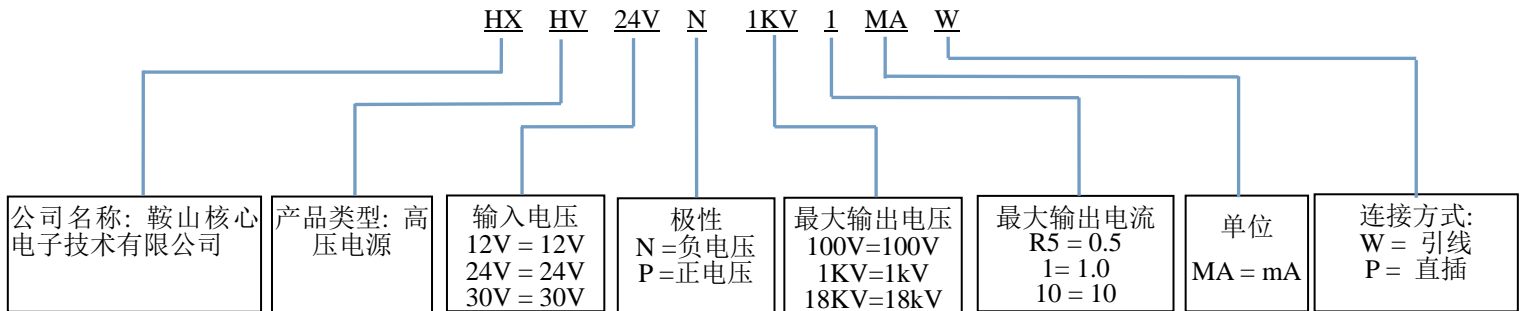 HX HV 24V N 1KV 1 MA W
公司名称: 鞍山核心
电子技术有限公司
产品类型: 高
压电源
输入电压
12V = 12V
24V = 24V
30V = 30V
极性
N =负电压
P =正电压
最大输出电压
100V=100V
1KV=1kV
18KV=18kV
最大输出电流
R5 = 0.5
1= 1.0
10 = 10
单位
MA = mA
连接方式:
W = 引线
P = 直插